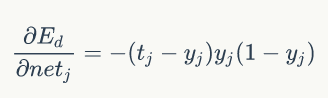 ∂E_d/∂net_j = −(t_j − y_j)y_j(1 − y_j)